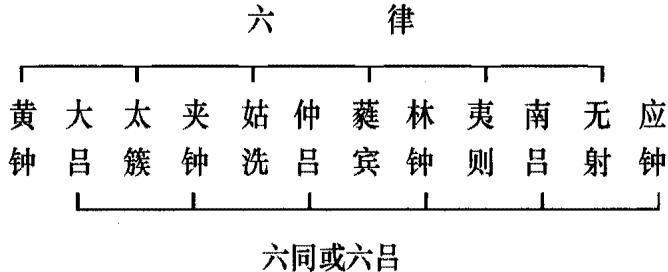 六 律
黄 大 太 夹 姑 仲 蕤 林 夷 南 无 应
钟 吕 簇 钟 洗 吕 宾 钟 则 吕 射 钟
六同或六吕